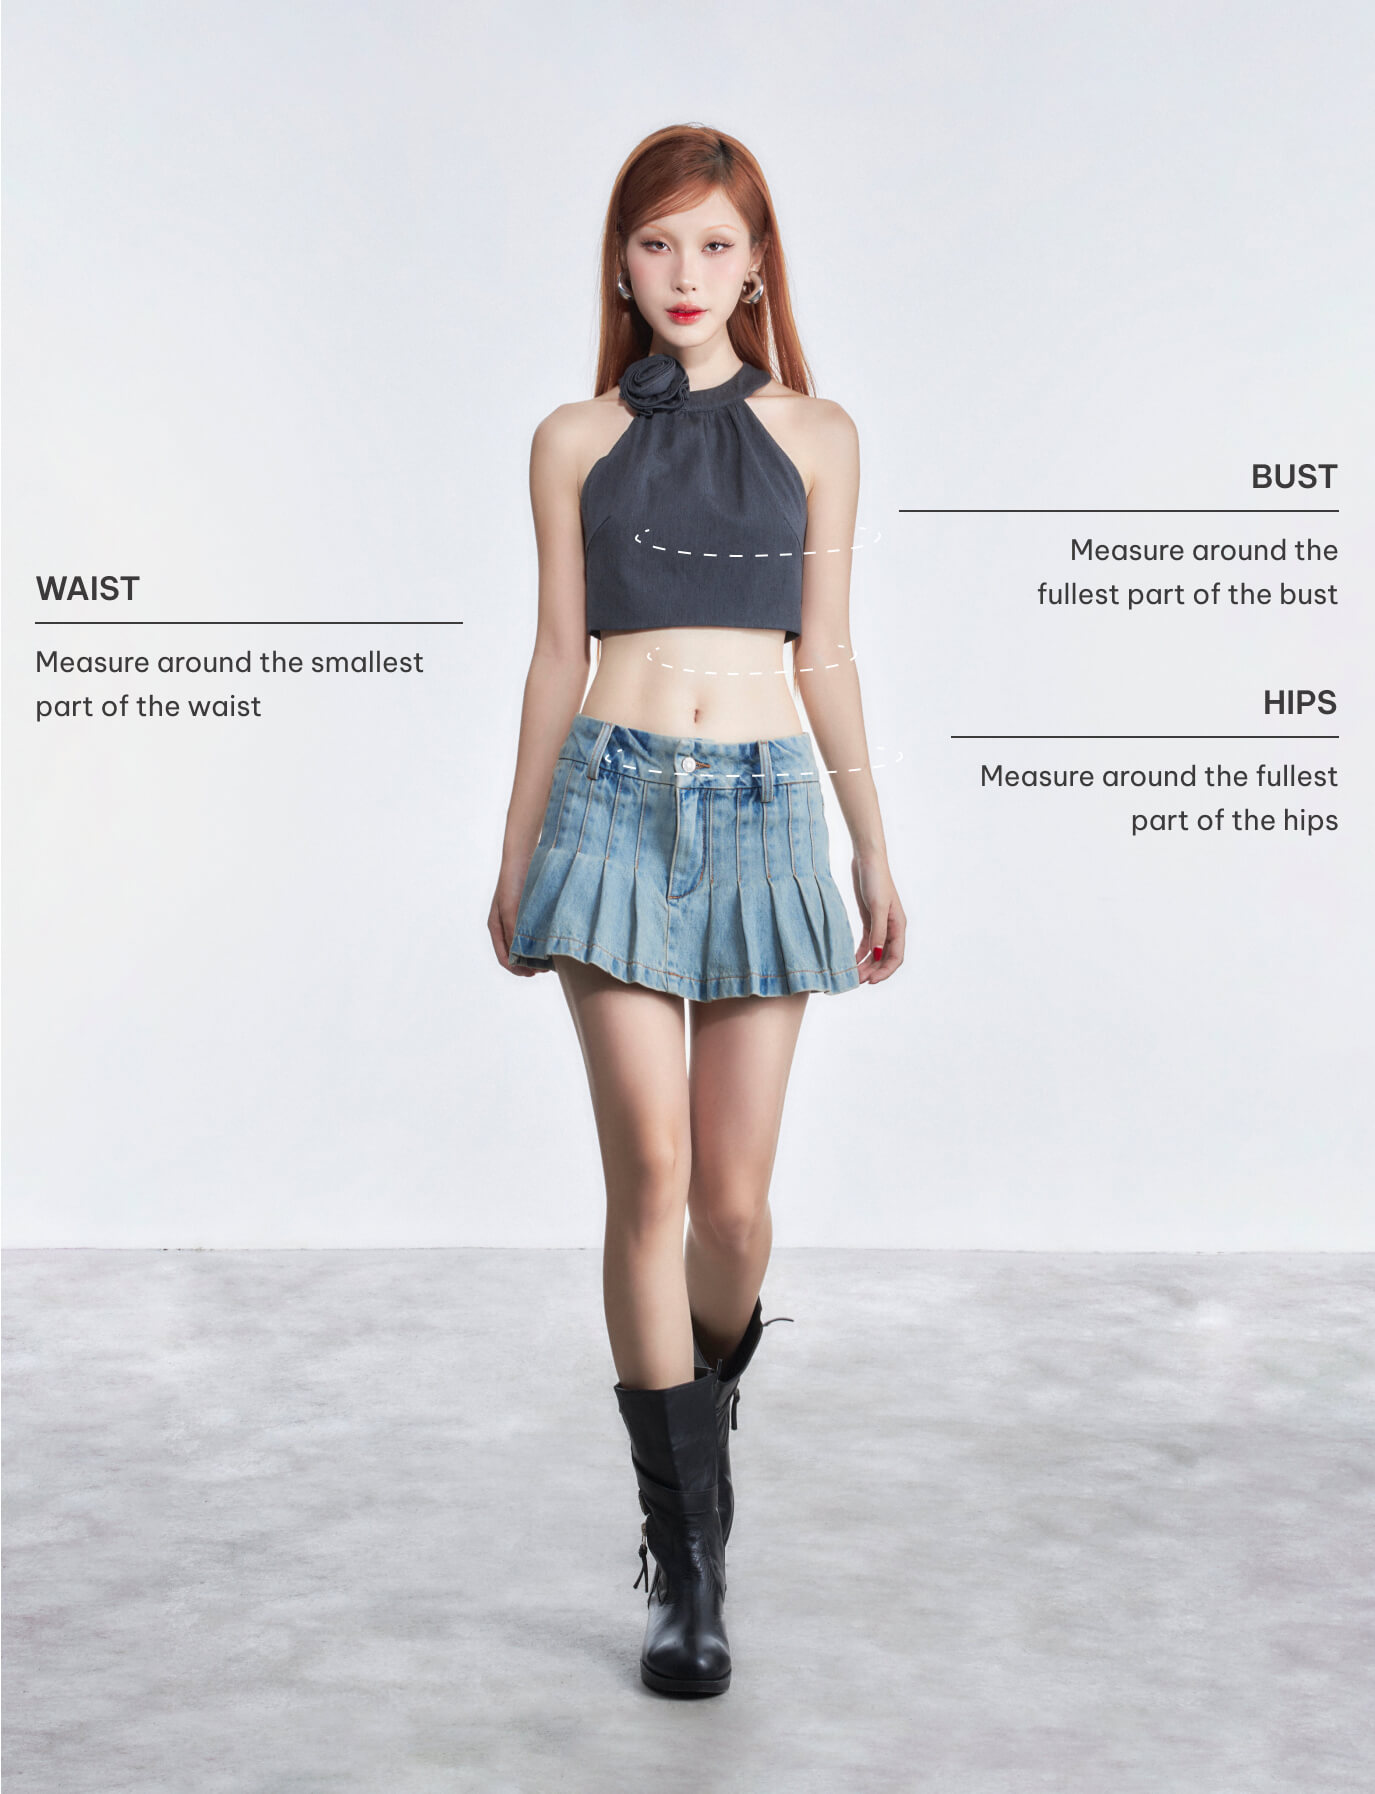 BUST
Measure around the
fullest part of the bust
WAIST
Measure around the smallest
part of the waist
HIPS
Measure around the fullest
part of the hips